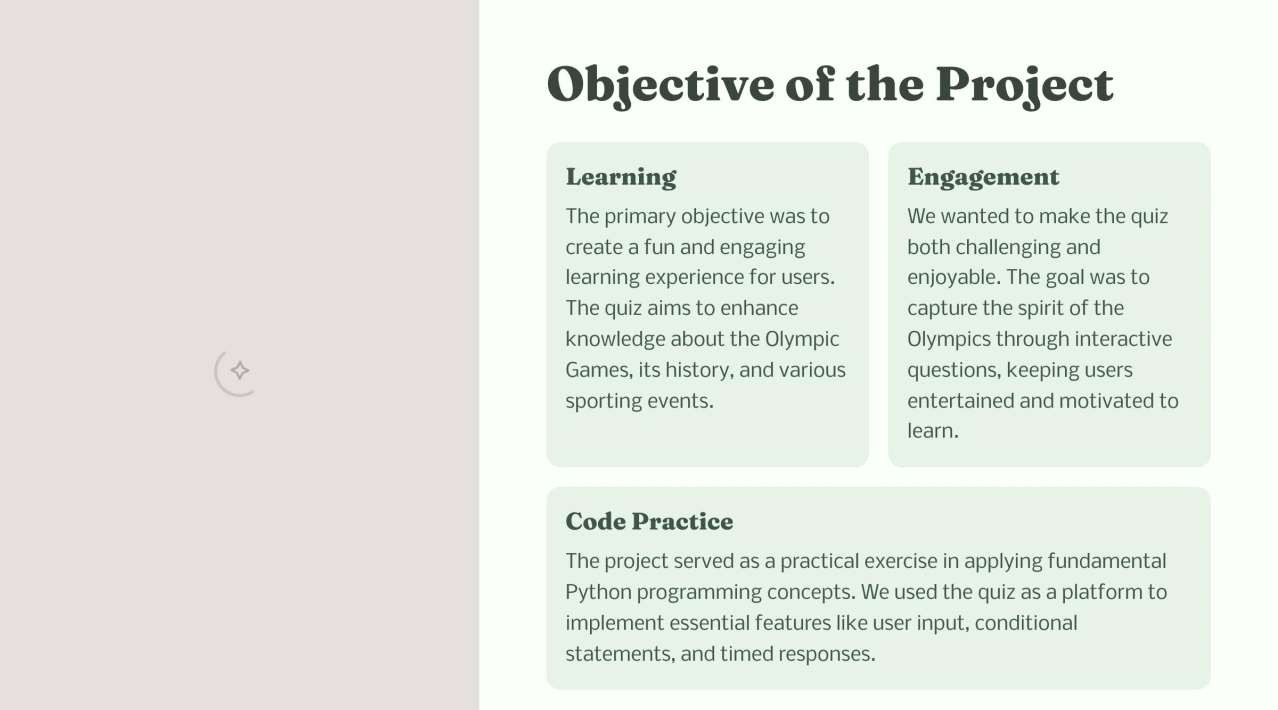 Objective of the Project
Learning
The primary objective was to
create a fun and engaging
learning experience for users.
The quiz aims to enhance
knowledge about the Olympic
Games, its history, and various
sporting events.
Engagement
We wanted to make the quiz
both challenging and
enjoyable. The goal was to
capture the spirit of the
Olympics through interactive
questions, keeping users
entertained and motivated to
learn.
Code Practice
The project served as a practical exercise in applying fundamental
Python programming concepts. We used the quiz as a platform to
implement essential features like user input, conditional
statements, and timed responses.